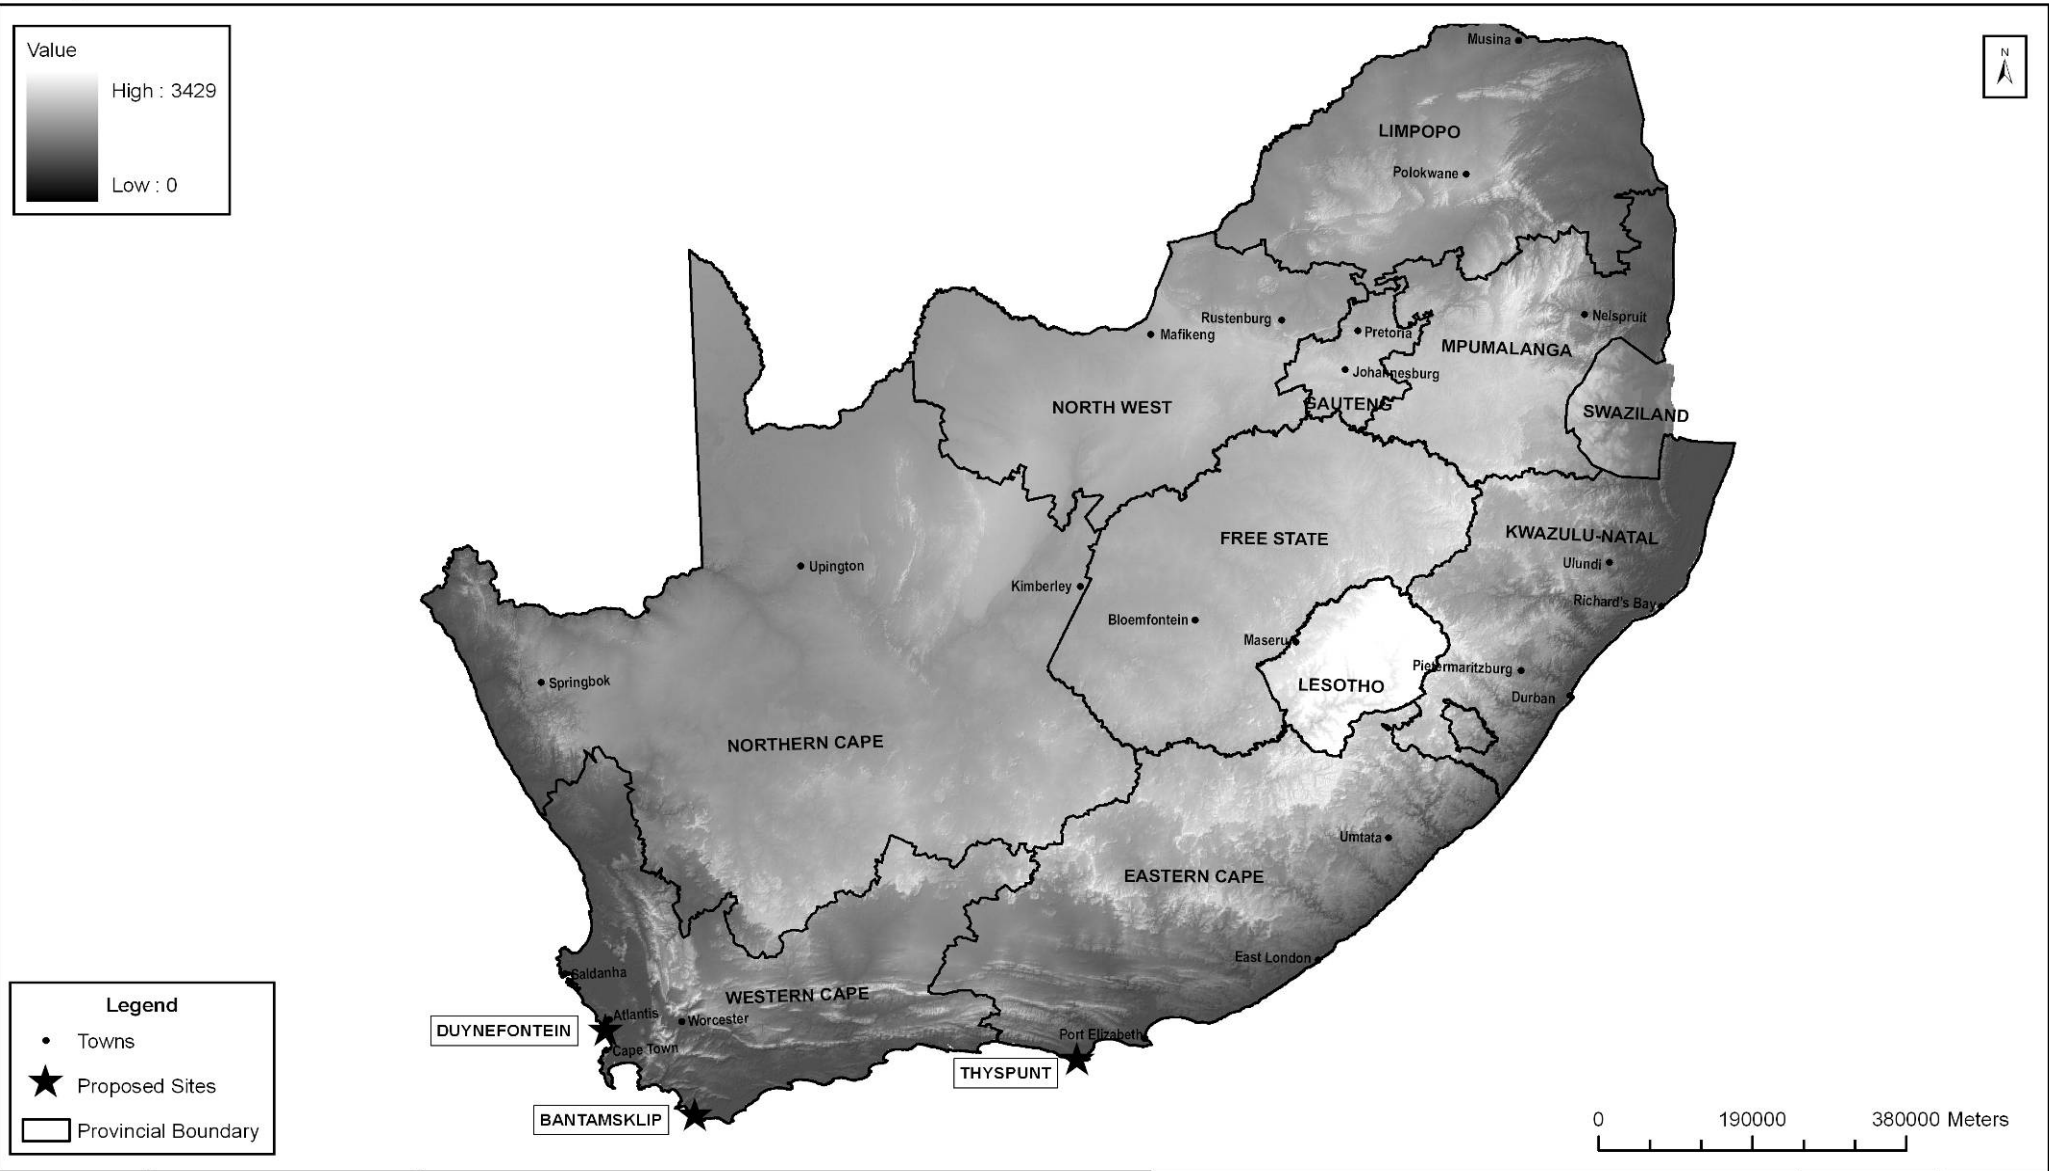 Value
High : 3429
Low : 0
N
Musina
LIMPOPO
Polokwane
Rustenburg
Mafikeng
Pretoria
Nelspruit
MPUMALANGA
Johannesburg
NORTH WEST
GAUTENG
SWAZILAND
FREE STATE
KWAZULU-NATAL
Upington
Ulundi
Kimberley
Richard's Bay
Bloemfontein
Maseru
Pietermaritzburg
Springbok
LESOTHO
Durban
NORTHERN CAPE
Umtata
EASTERN CAPE
East London
Saldanha
WESTERN CAPE
Atlantis
Worcester
DUYNEFONTEIN
Port Elizabeth
Cape Town
THYSPUNT
BANTAMSKLIP
Legend
Towns
Proposed Sites
Provincial Boundary
0 190000 380000 Meters